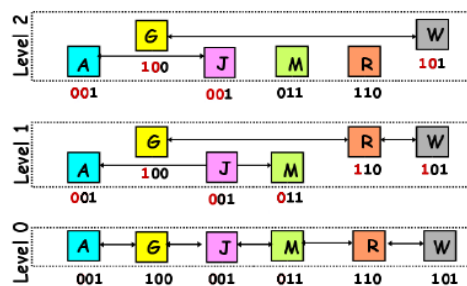 Level 2
G W
A J M R
100 101
001 001 011 110
Level 1
G R W
A J M
100 110 101
001 001 011
Level 0
A G J M R W
001 100 001 011 110 101